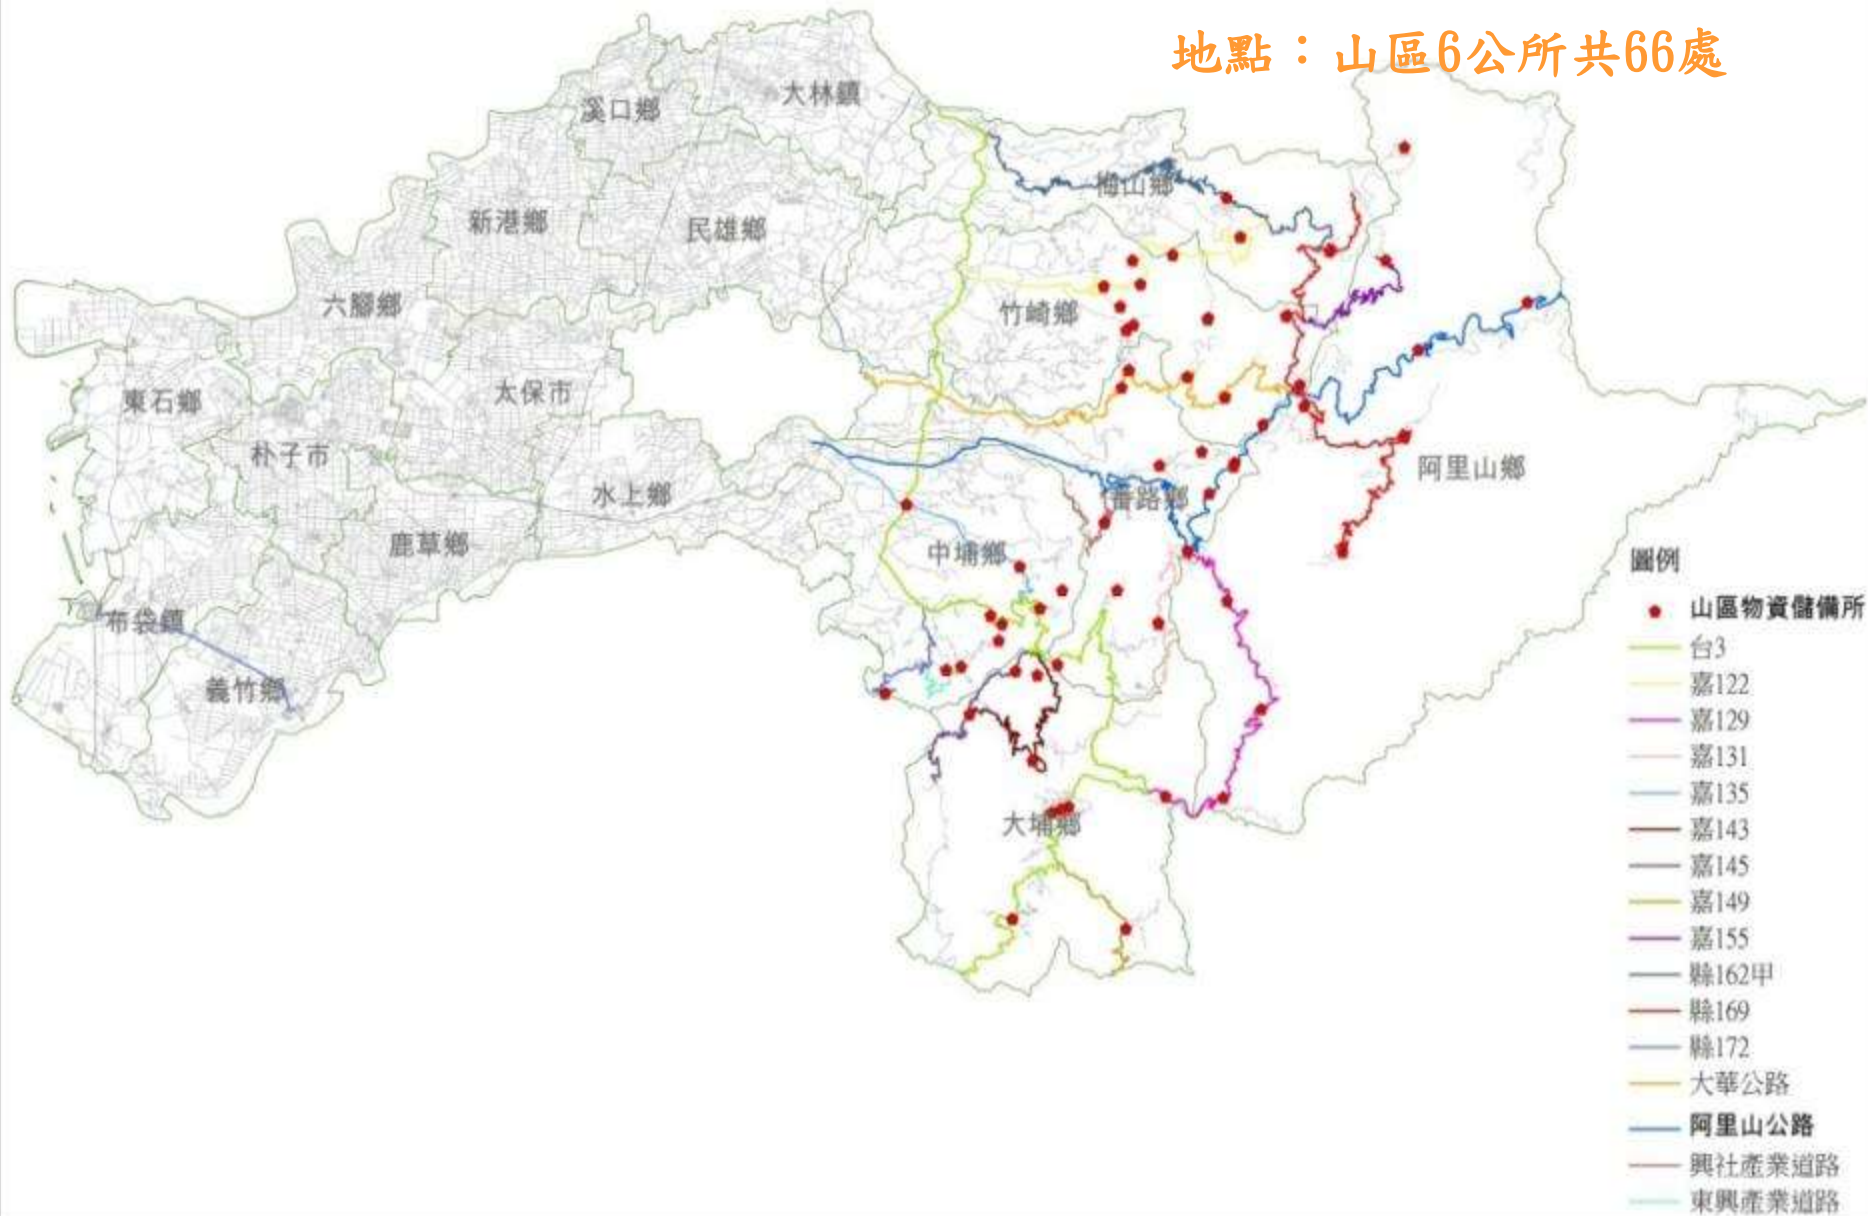 地點：山區6公所共66處
大林鎮
溪口鄉
梅山鄉
新港鄉
民雄鄉
六腳鄉
竹崎鄉
太保市
東石鄉
朴子市
阿里山鄉
水上鄉
番路鄉
鹿草鄉
中埔鄉
布袋鎮
義竹鄉
大埔鄉
圖例
山區物資儲備所
台3
嘉122
嘉129
嘉131
嘉135
嘉143
嘉145
嘉149
嘉155
縣162甲
縣169
縣172
大華公路
阿里山公路
興社產業道路
東興產業道路